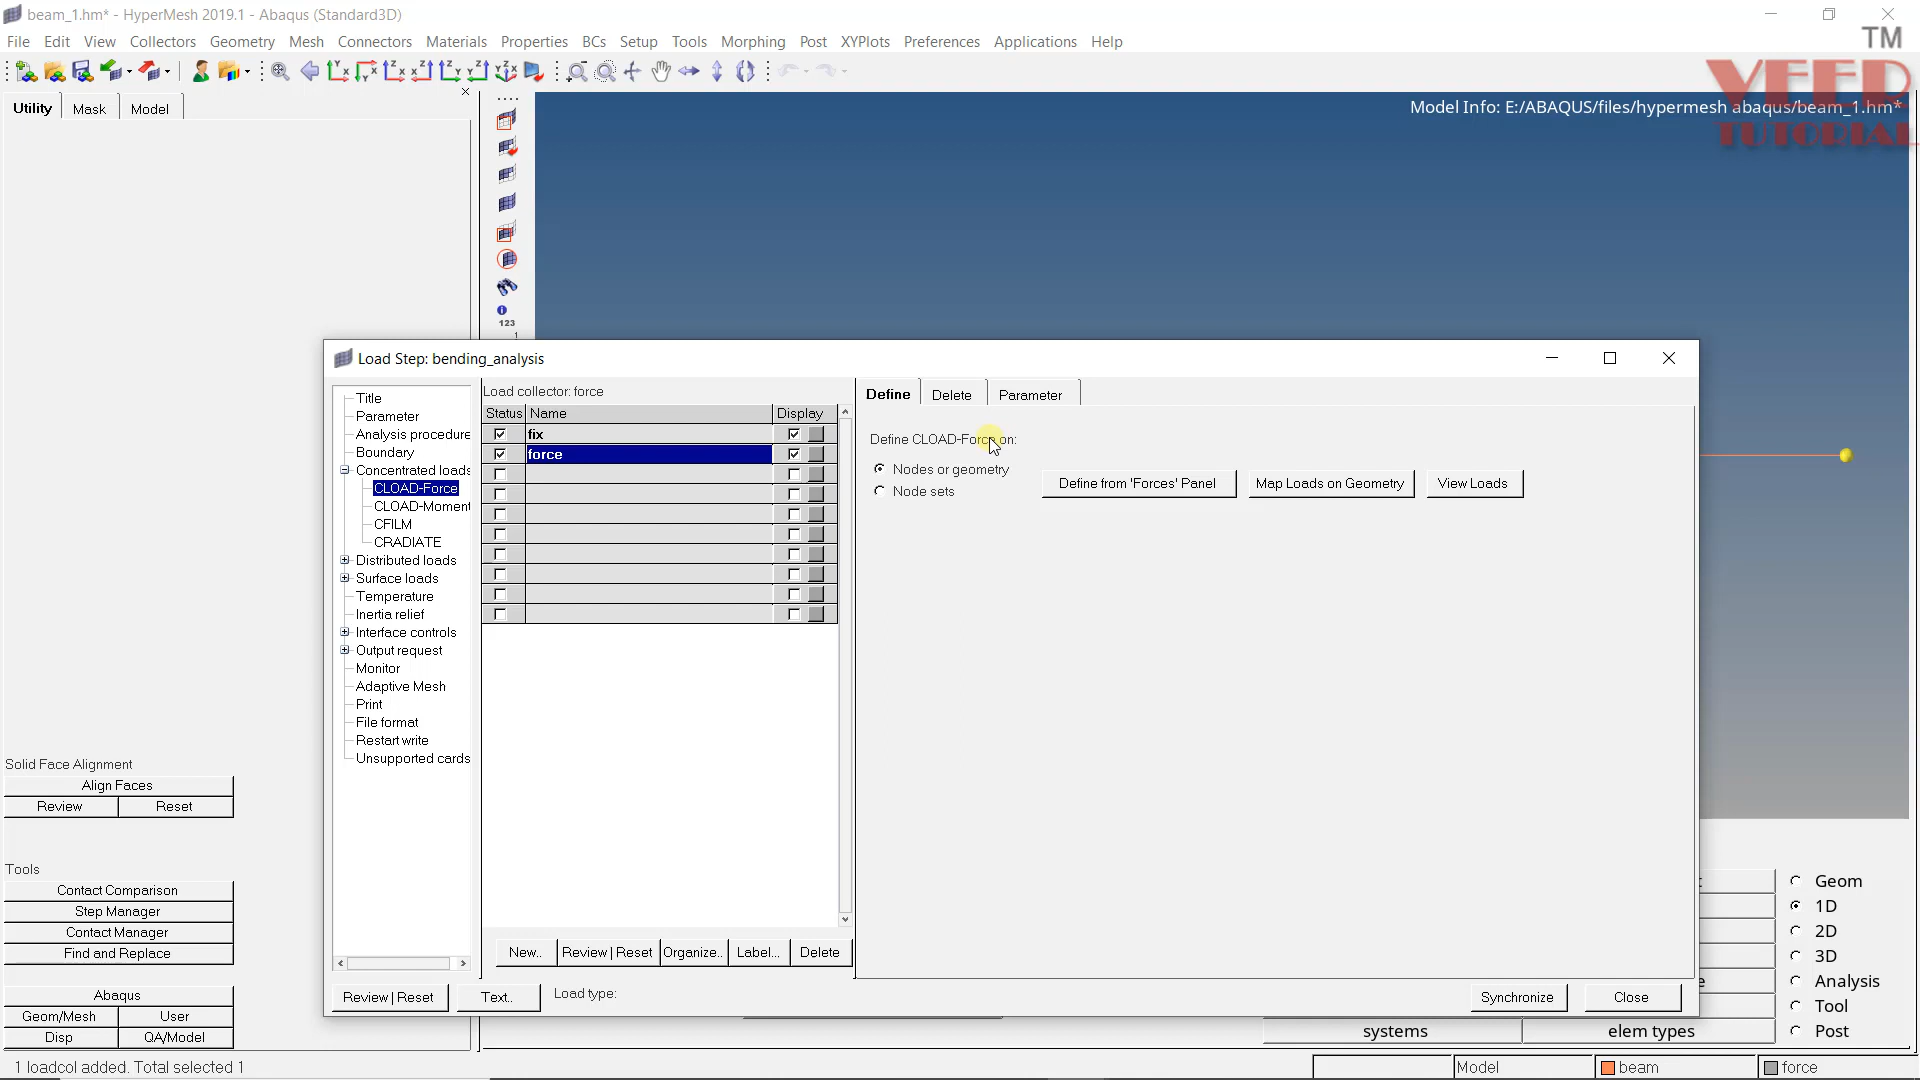 beam_1.hm* - HyperMesh 2019.1 - Abaqus (Standard3D)
TM
File Edit View Collectors Geometry Mesh Connectors Materials Properties BCs Setup Tools Morphing Post XYPlots Preferences Applications Help
VEER
TUTORIAL
Utility Mask Model
Model Info: E:/ABAQUS/files/hypermesh abaqus/beam_1.hm*
123
Load Step: bending_analysis
Title
Parameter
Analysis procedure
Boundary
Concentrated loads
CLOAD-Force
CLOAD-Moment
CFILM
CRADIATE
Distributed loads
Surface loads
Temperature
Inertia relief
Interface controls
Output request
Monitor
Adaptive Mesh
Print
File format
Restart write
Unsupported cards
Load collector: force
Status Name Display
fix
force
New.. Review | Reset Organize.. Label... Delete
Define Delete Parameter
Define CLOAD-Force on:
Nodes or geometry
Node sets
Define from 'Forces' Panel Map Loads on Geometry View Loads
Review | Reset Text.. Load type: Synchronize Close
Solid Face Alignment
Align Faces
Review Reset
Tools
Contact Comparison
Step Manager
Contact Manager
Find and Replace
Abaqus
Geom/Mesh User
Disp QA/Model
Geom
1D
2D
3D
Analysis
Tool
Post
systems elem types
1 loadcol added. Total selected 1
Model beam force